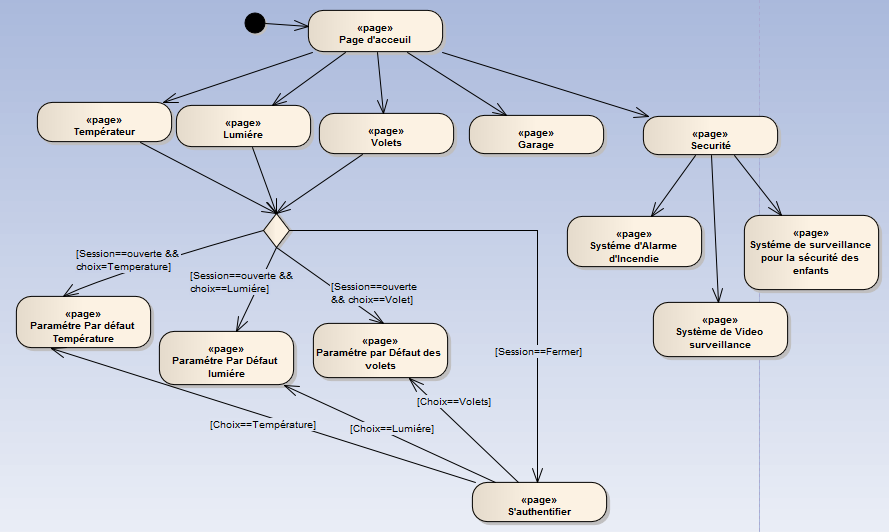 «page»
Page d'acceuil
«page»
Températeur
«page»
Lumiére
«page»
Volets
«page»
Garage
«page»
Securité
«page»
Systéme d'Alarme
d'Incendie
«page»
Systéme de surveillance
pour la sécurité des
enfants
«page»
Système de Video
surveillance
[Session==ouverte &&
choix=Temperature]
[Session==ouverte &&
choix==Lumiére]
[Session==ouverte
&& choix==Volet]
[Session==Fermer]
«page»
Paramétre Par défaut
Température
«page»
Paramétre Par Défaut
lumiére
«page»
Paramétre par Défaut des
volets
[Choix==Température]
[Choix==Lumiére]
[Choix==Volets]
«page»
S'authentifier